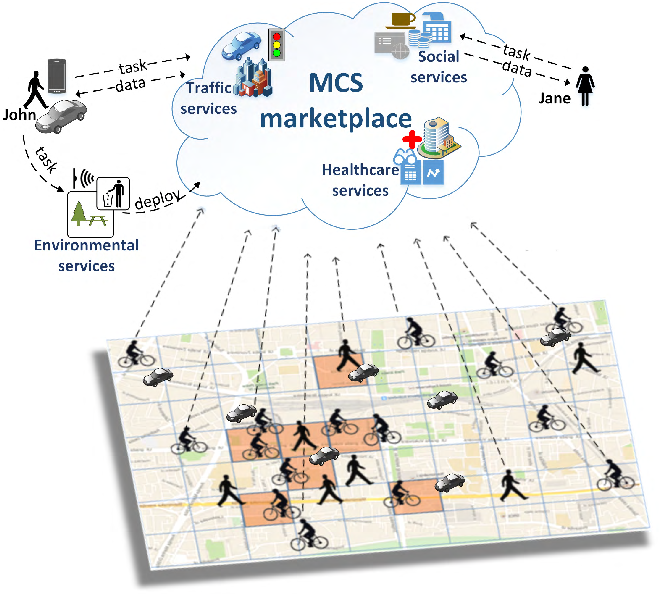 task
data
John
Traffic
services
MCS
marketplace
Social
services
task
data
Jane
Healthcare
services
task
deploy
Environmental
services